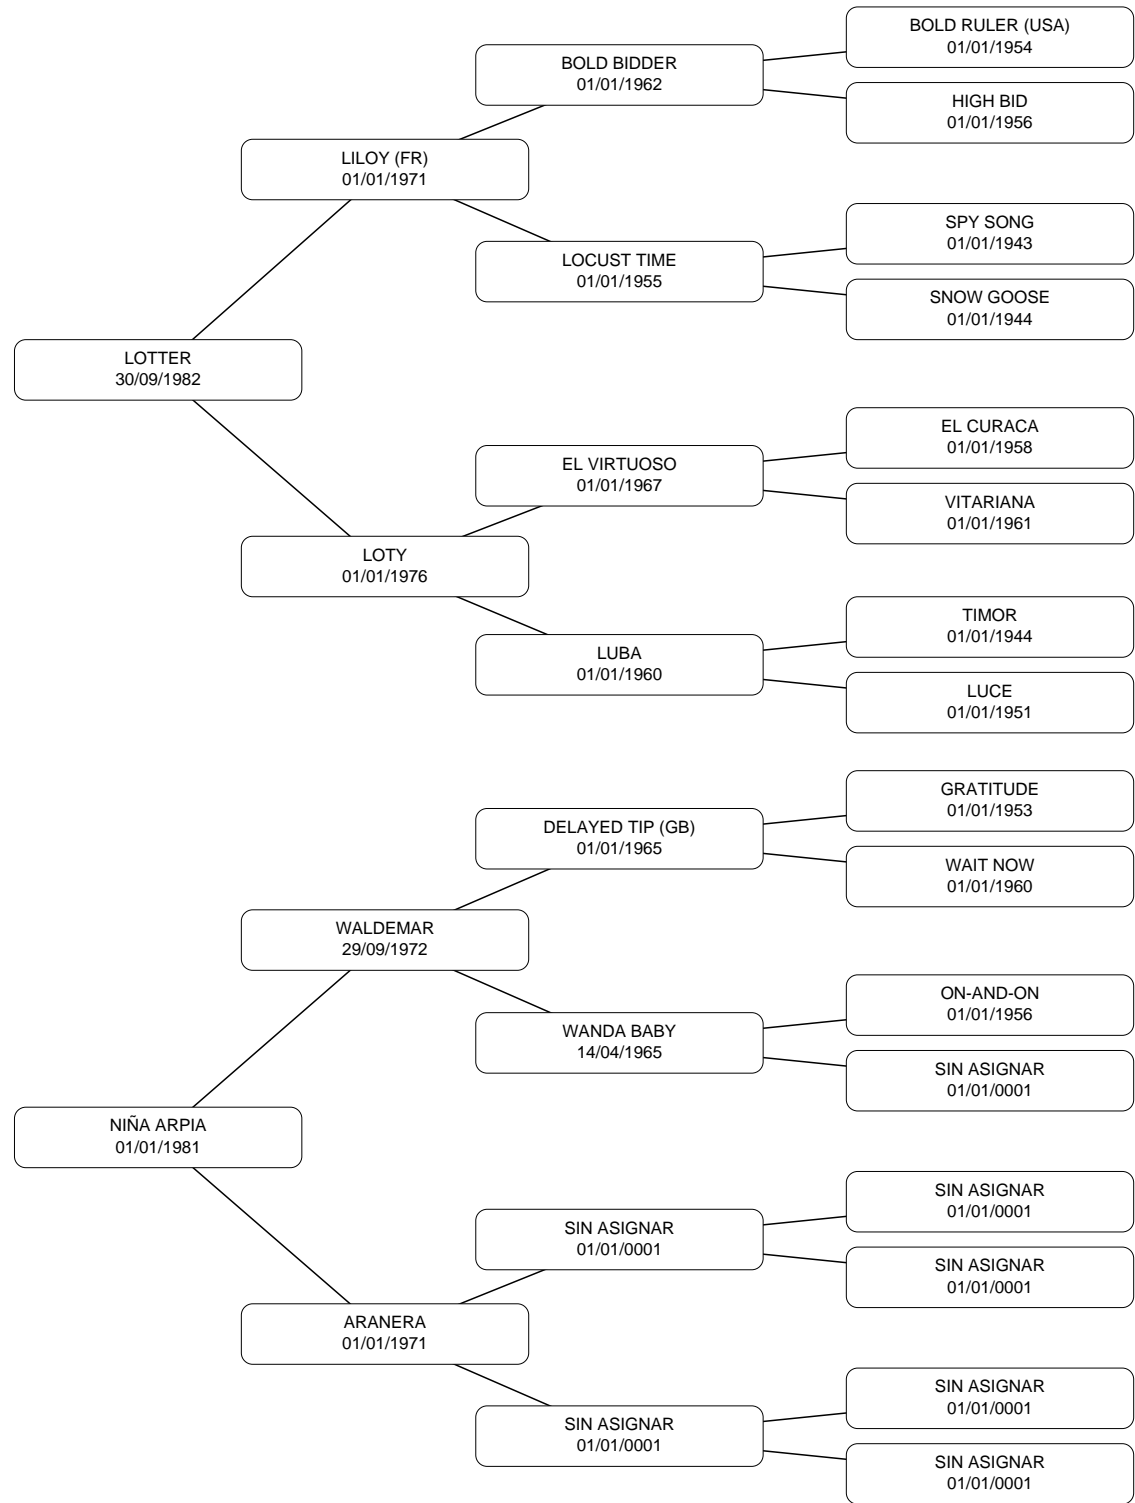 BOLD RULER (USA)
01/01/1954
BOLD BIDDER
01/01/1962
HIGH BID
01/01/1956
LILOY (FR)
01/01/1971
SPY SONG
01/01/1943
LOCUST TIME
01/01/1955
SNOW GOOSE
01/01/1944
LOTTER
30/09/1982
EL CURACA
01/01/1958
EL VIRTUOSO
01/01/1967
VITARIANA
01/01/1961
LOTY
01/01/1976
TIMOR
01/01/1944
LUBA
01/01/1960
LUCE
01/01/1951
GRATITUDE
01/01/1953
DELAYED TIP (GB)
01/01/1965
WAIT NOW
01/01/1960
WALDEMAR
29/09/1972
ON-AND-ON
01/01/1956
WANDA BABY
14/04/1965
SIN ASIGNAR
01/01/0001
NIÑA ARPIA
01/01/1981
SIN ASIGNAR
01/01/0001
SIN ASIGNAR
01/01/0001
SIN ASIGNAR
01/01/0001
ARANERA
01/01/1971
SIN ASIGNAR
01/01/0001
SIN ASIGNAR
01/01/0001
SIN ASIGNAR
01/01/0001